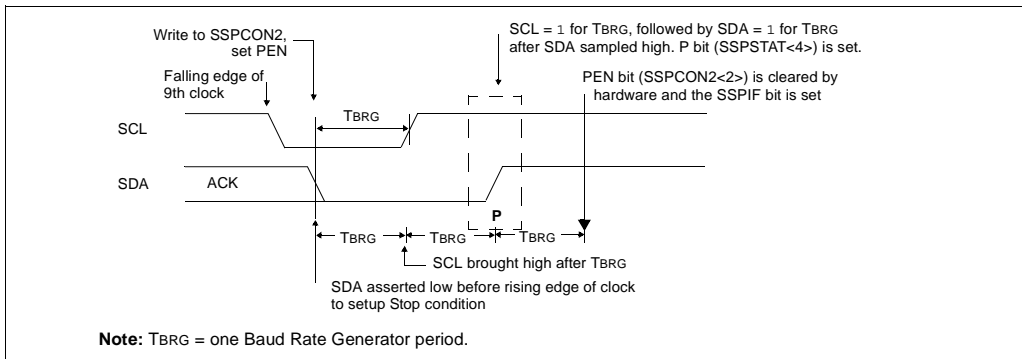 Write to SSPCON2,
set PEN
SCL = 1 for TBRG, followed by SDA = 1 for TBRG
after SDA sampled high. P bit (SSPSTAT<4>) is set.
Falling edge of
9th clock
PEN bit (SSPCON2<2>) is cleared by
hardware and the SSPIF bit is set
TBRG
SCL
SDA
ACK
P
TBRG
TBRG
TBRG
SCL brought high after TBRG
SDA asserted low before rising edge of clock
to setup Stop condition
Note: TBRG = one Baud Rate Generator period.